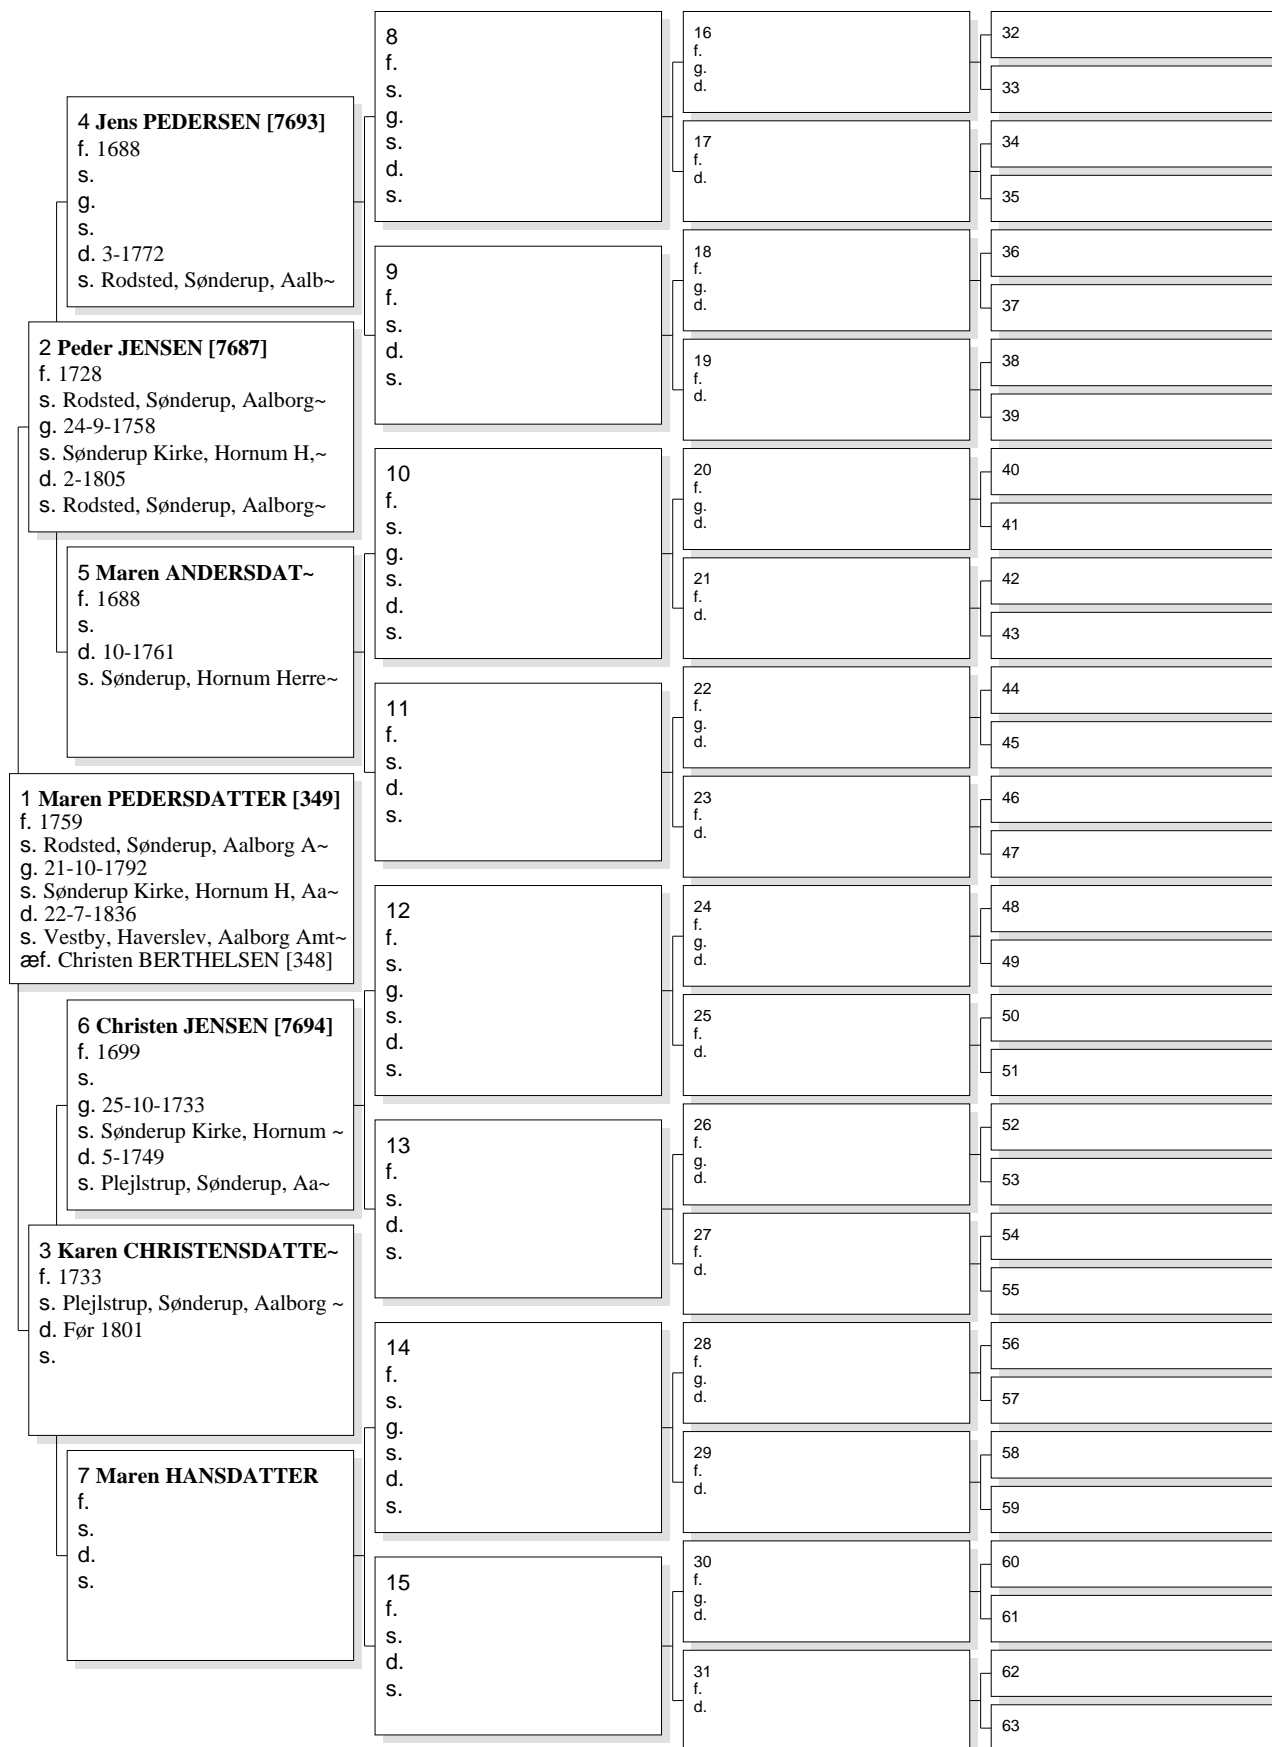 4 Jens PEDERSEN [7693]
f. 1688
s.
g.
s.
d. 3-1772
s. Rodsted, Sønderup, Aalb~
2 Peder JENSEN [7687]
f. 1728
s. Rodsted, Sønderup, Aalborg~
g. 24-9-1758
s. Sønderup Kirke, Hornum H,~
d. 2-1805
s. Rodsted, Sønderup, Aalborg~
5 Maren ANDERSDAT~
f. 1688
s.
d. 10-1761
s. Sønderup, Hornum Herre~
1 Maren PEDERSDATTER [349]
f. 1759
s. Rodsted, Sønderup, Aalborg A~
g. 21-10-1792
s. Sønderup Kirke, Hornum H, Aa~
d. 22-7-1836
s. Vestby, Haverslev, Aalborg Amt~
æf. Christen BERTHELSEN [348]
6 Christen JENSEN [7694]
f. 1699
s.
g. 25-10-1733
s. Sønderup Kirke, Hornum ~
d. 5-1749
s. Plejlstrup, Sønderup, Aa~
3 Karen CHRISTENSDATTE~
f. 1733
s. Plejlstrup, Sønderup, Aalborg ~
d. Før 1801
s.
7 Maren HANSDATTER
f.
s.
d.
s.
8
f.
s.
g.
s.
d.
s.
9
f.
s.
d.
s.
10
f.
s.
g.
s.
d.
s.
11
f.
s.
d.
s.
12
f.
s.
g.
s.
d.
s.
13
f.
s.
d.
s.
14
f.
s.
g.
s.
d.
s.
15
f.
s.
d.
s.
16
f.
g.
d.
17
f.
d.
18
f.
g.
d.
19
f.
d.
20
f.
g.
d.
21
f.
d.
22
f.
g.
d.
23
f.
d.
24
f.
g.
d.
25
f.
d.
26
f.
g.
d.
27
f.
d.
28
f.
g.
d.
29
f.
d.
30
f.
g.
d.
31
f.
d.
32
33
34
35
36
37
38
39
40
41
42
43
44
45
46
47
48
49
50
51
52
53
54
55
56
57
58
59
60
61
62
63